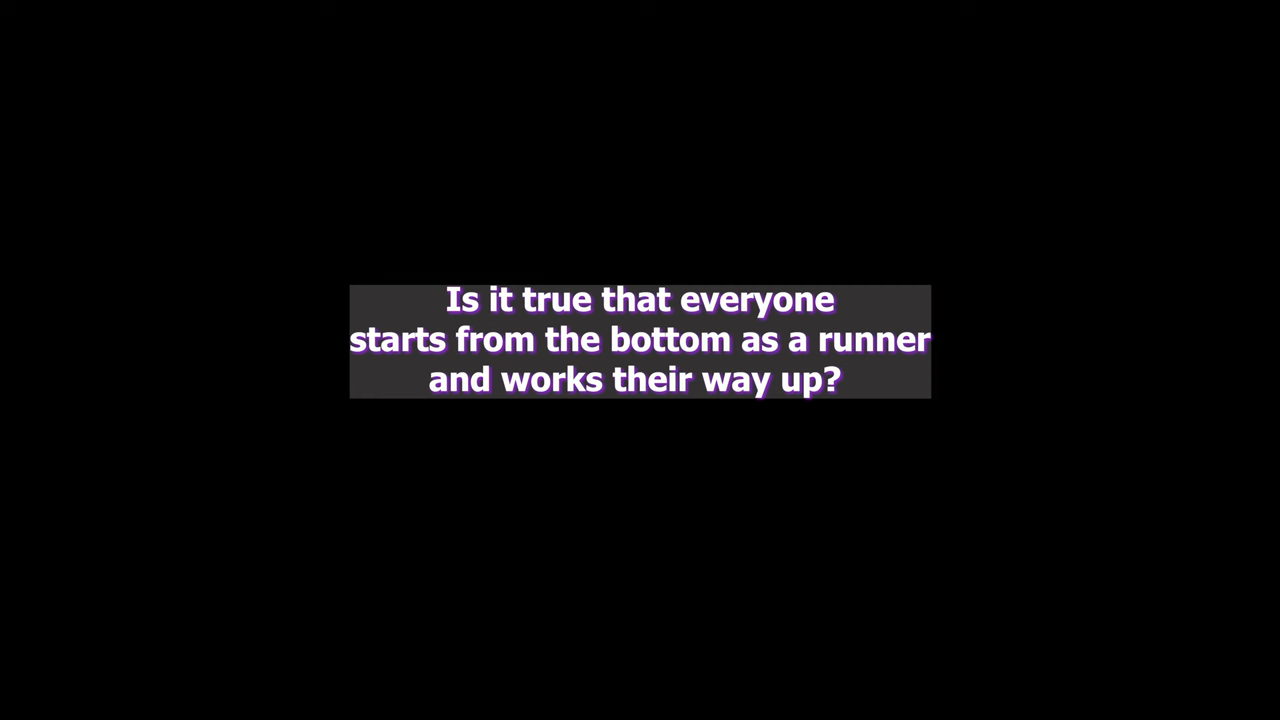 Is it true that everyone
starts from the bottom as a runner
and works their way up?